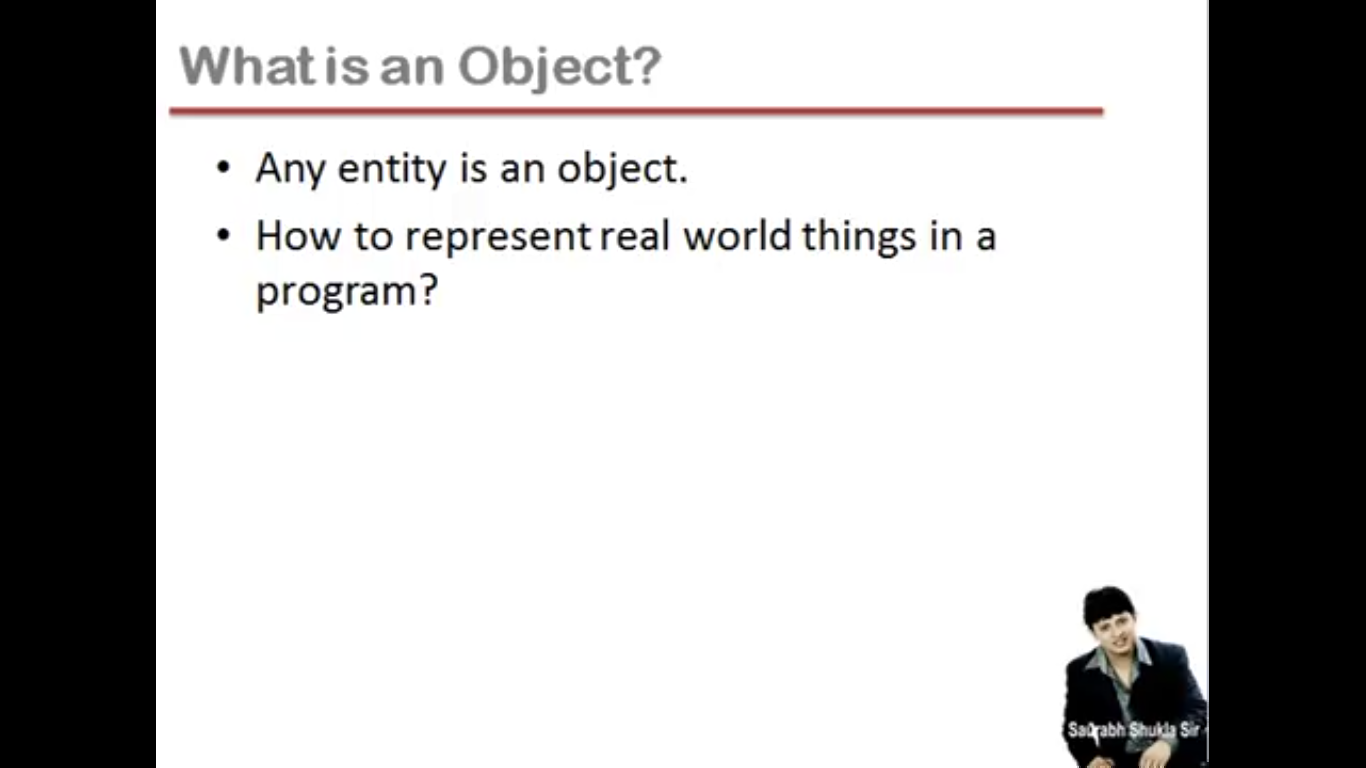 What is an Object?
• Any entity is an object.
• How to represent real world things in a
program?
Saurabh Shukla Sir